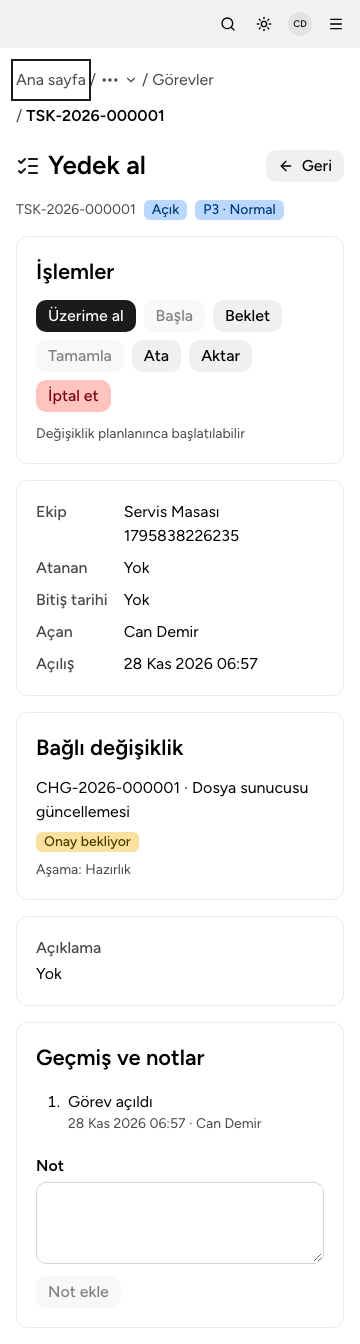 CD
Ana sayfa / ··· / Görevler
/ TSK-2026-000001
Yedek al
Geri
TSK-2026-000001 Açık P3 · Normal
İşlemler
Üzerime al Başla Beklet
Tamamla Ata Aktar
İptal et
Değişiklik planlanınca başlatılabilir
Ekip Servis Masası
1795838226235
Atanan Yok
Bitiş tarihi Yok
Açan Can Demir
Açılış 28 Kas 2026 06:57
Bağlı değişiklik
CHG-2026-000001 · Dosya sunucusu
güncellemesi
Onay bekliyor
Aşama: Hazırlık
Açıklama
Yok
Geçmiş ve notlar
1. Görev açıldı
28 Kas 2026 06:57 · Can Demir
Not
Not ekle